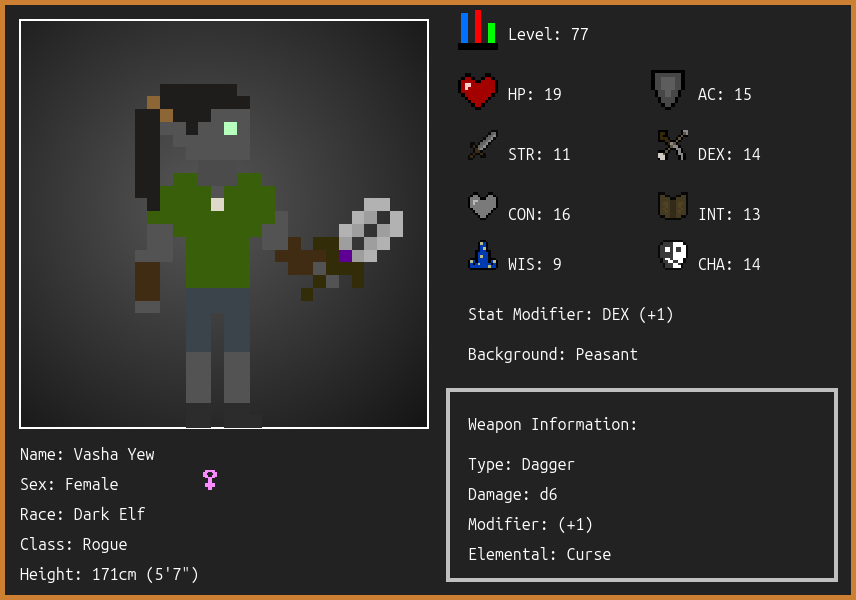 Level: 77
HP: 19
AC: 15
STR: 11
DEX: 14
CON: 16
INT: 13
WIS: 9
CHA: 14
Stat Modifier: DEX (+1)
Background: Peasant
Weapon Information:
Type: Dagger
Damage: d6
Modifier: (+1)
Elemental: Curse
Name: Vasha Yew
Sex: Female
Race: Dark Elf
Class: Rogue
Height: 171cm (5'7")